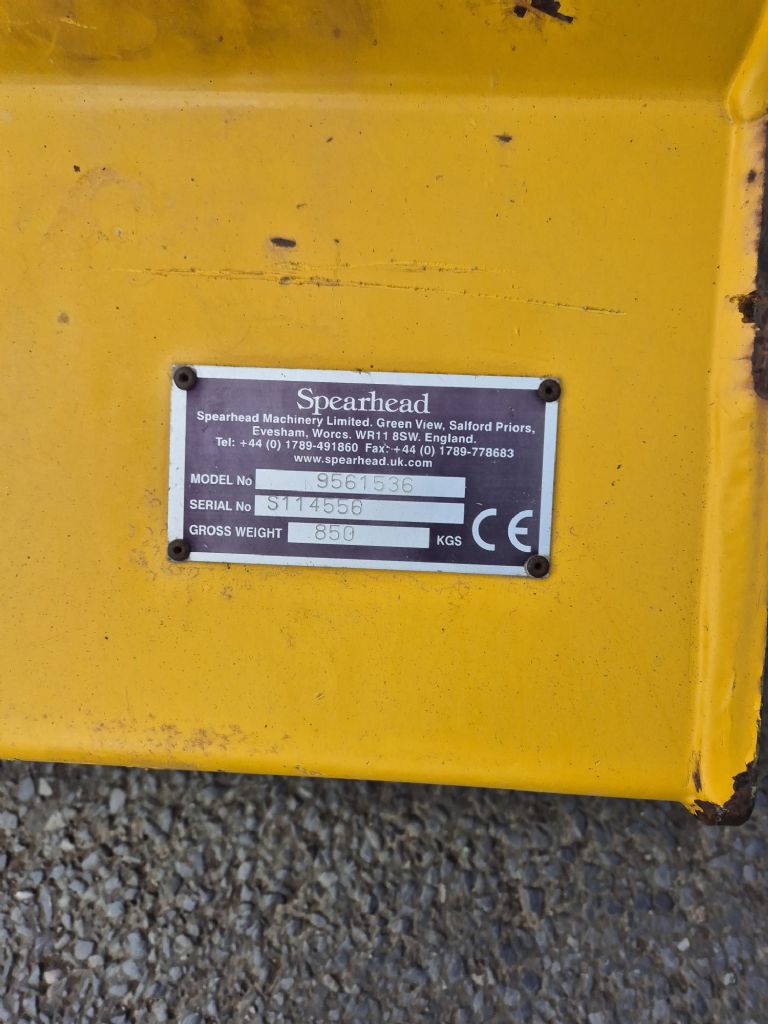 Spearhead
Spearhead Machinery Limited. Green View, Salford Priors,
Evesham, Worcs. WR11 8SW. England.
Tel: +44 (0) 1789-491860 Fax: +44 (0) 1789-778683
www.spearhead.uk.com
MODEL No 9561536
SERIAL No S114556
GROSS WEIGHT 850 KGS CE